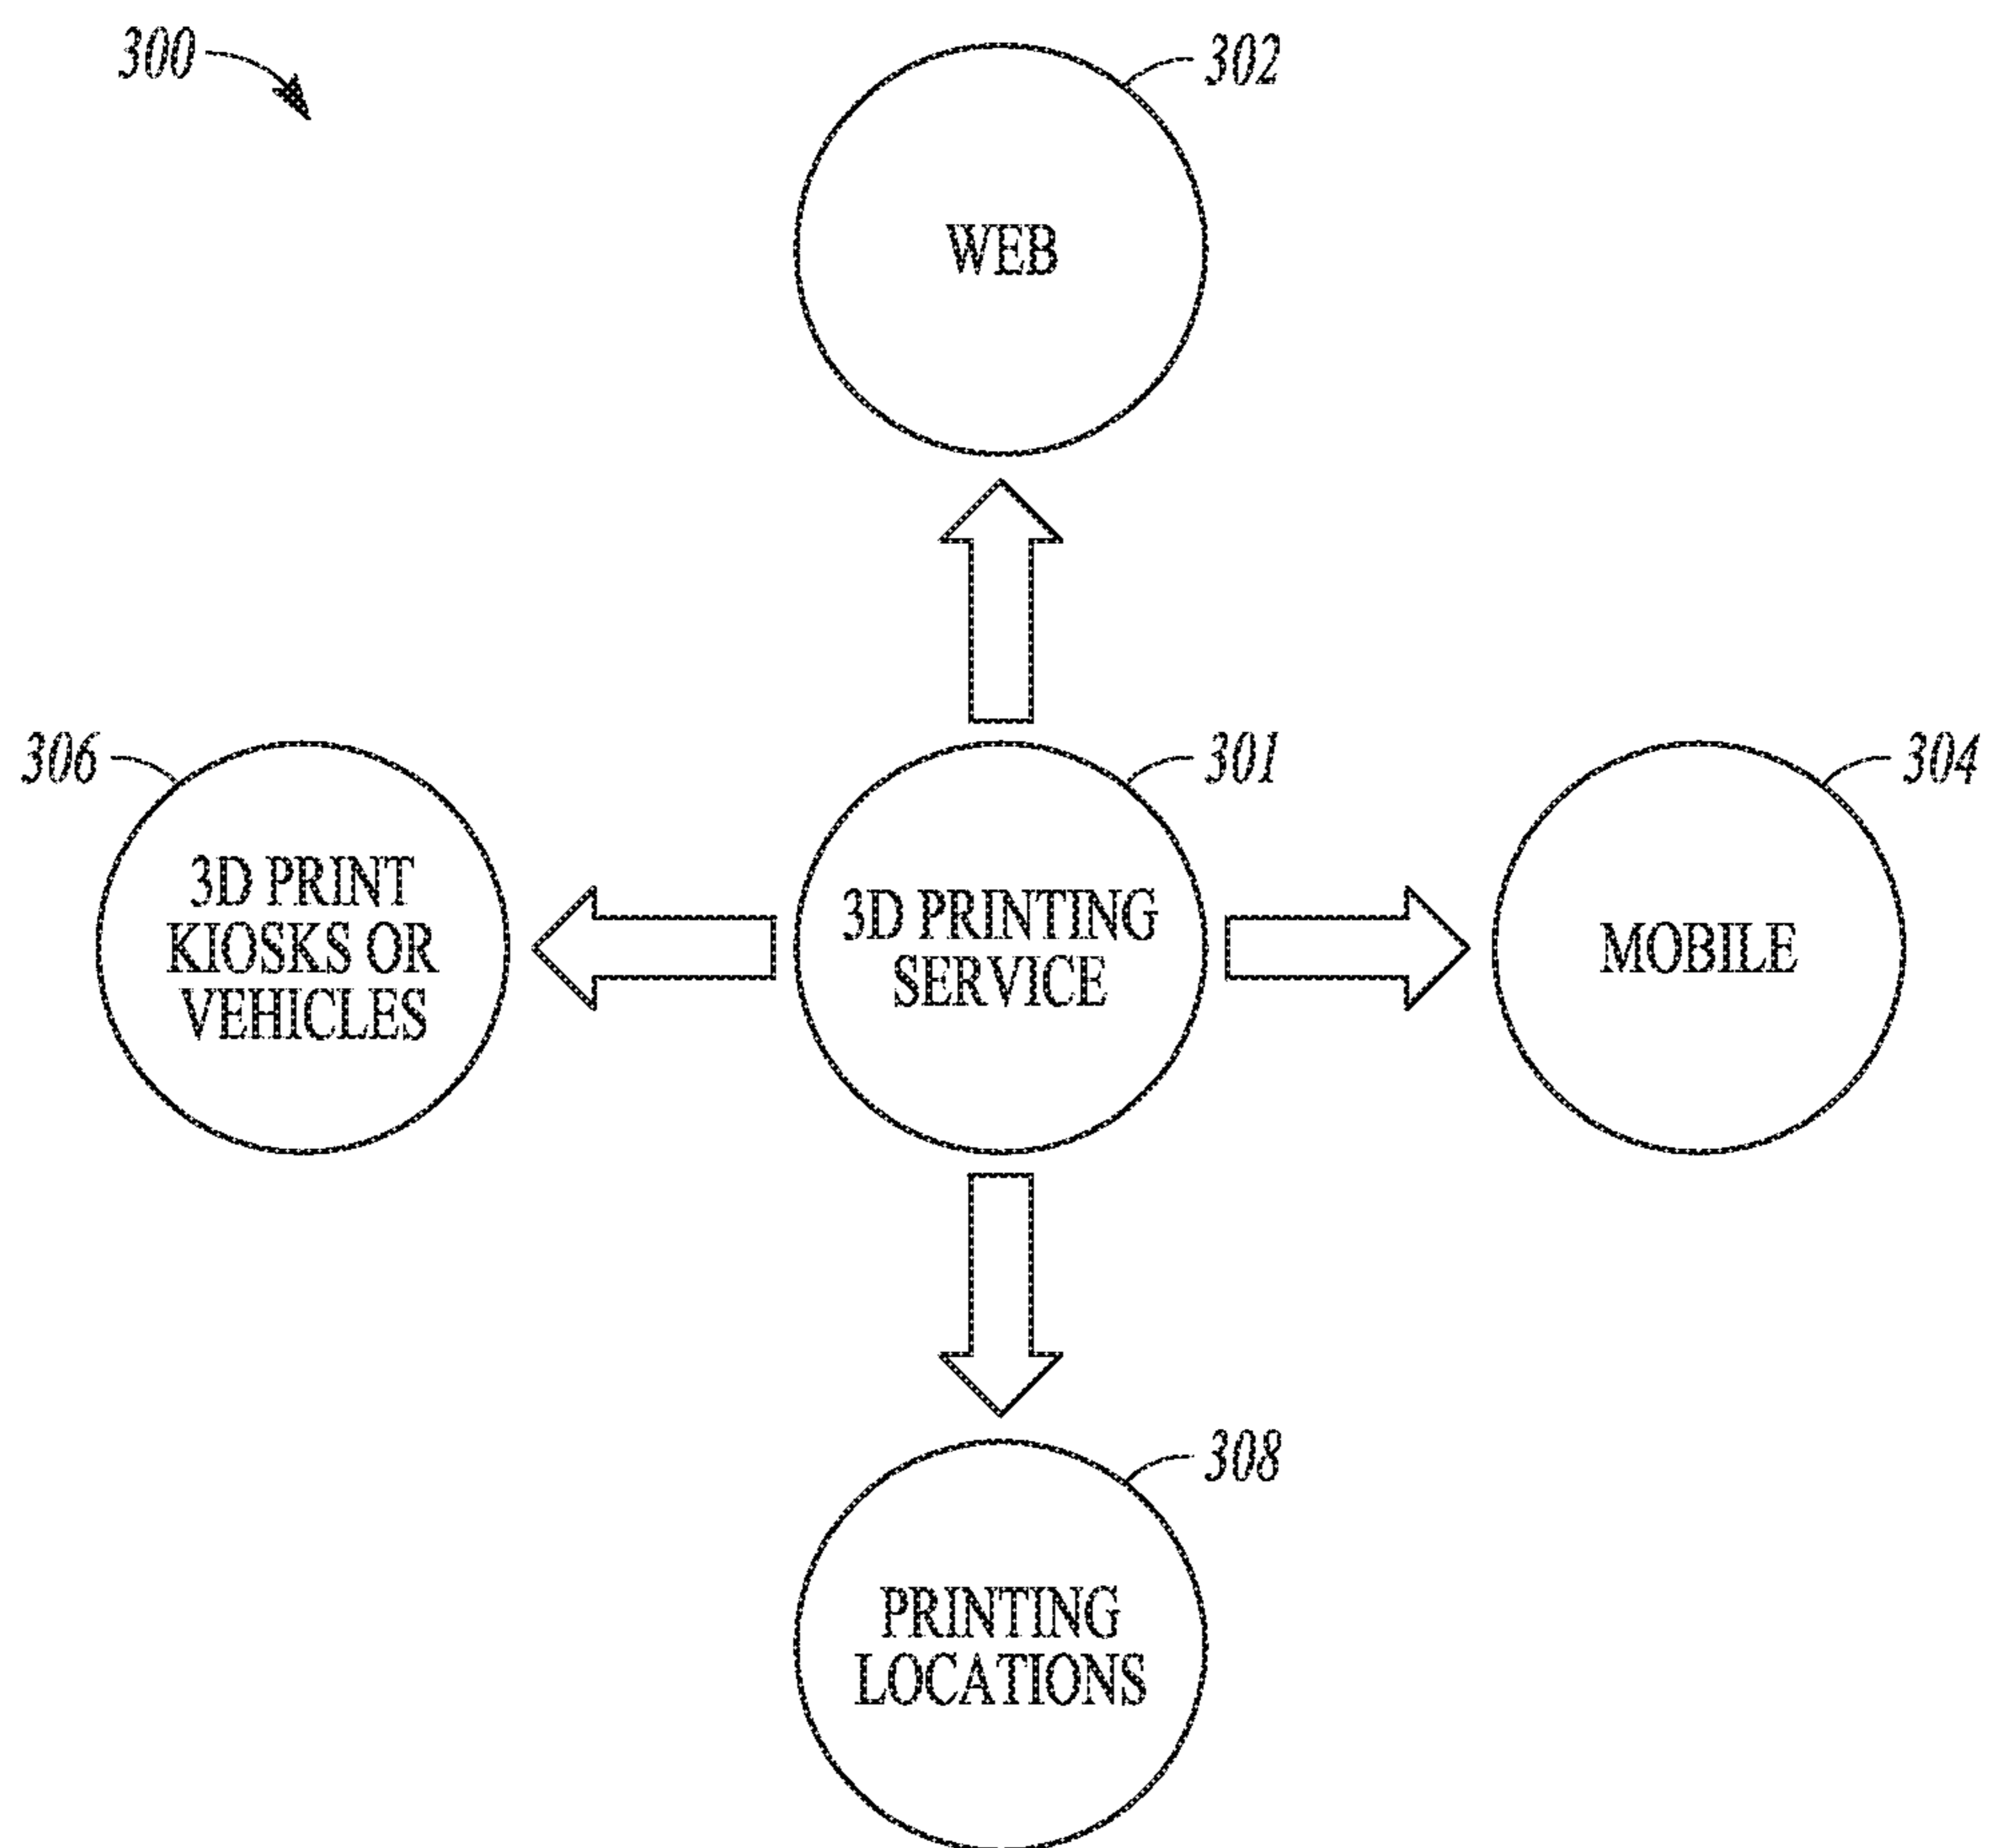 300
302
WEB
306
301
304
3D PRINT
KIOSKS OR
VEHICLES
3D PRINTING
SERVICE
MOBILE
308
PRINTING
LOCATIONS